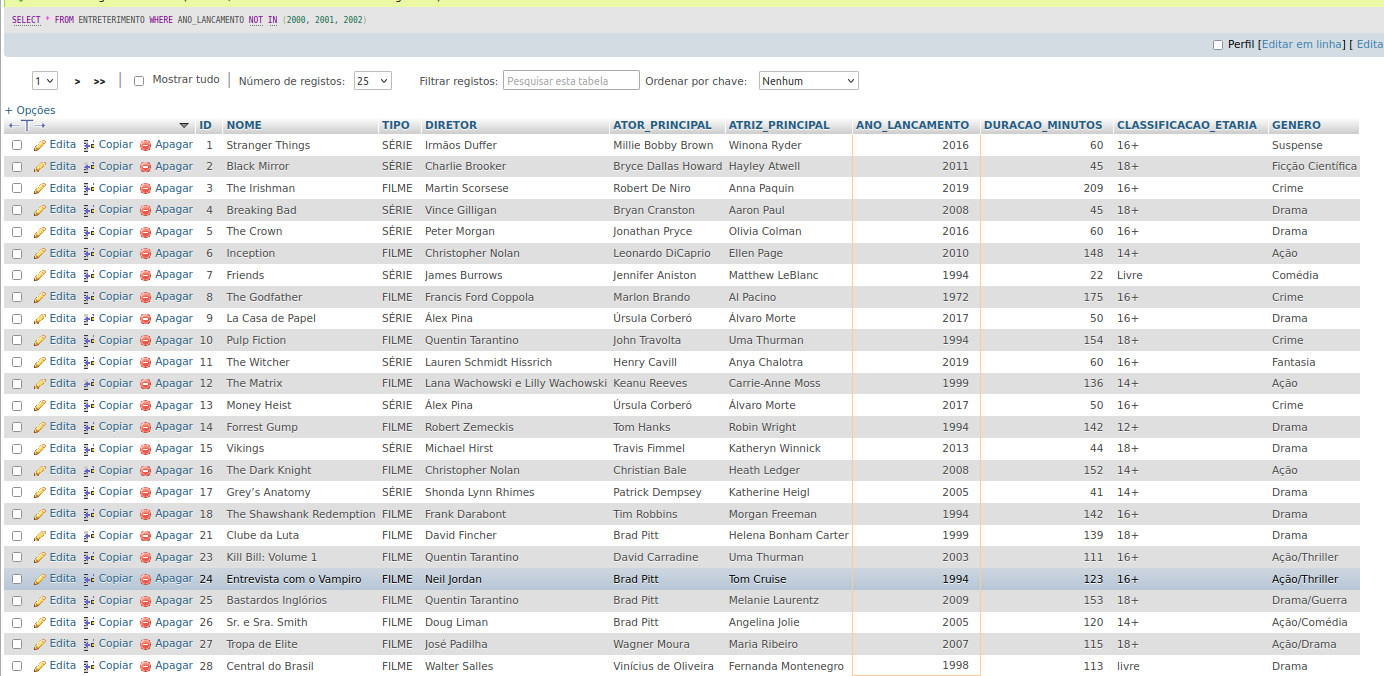 SELECT * FROM ENTRETERIMENTO WHERE ANO_LANCAMENTO NOT IN (2000, 2001, 2002)
Perfil [Editar em linha] [ Edita
1 > >> | Mostrar tudo | Número de registos: 25 Filtrar registos: Pesquisar esta tabela Ordenar por chave: Nenhum
+ Opções
←T→ ID NOME TIPO DIRETOR ATOR_PRINCIPAL ATRIZ_PRINCIPAL ANO_LANCAMENTO DURACAO_MINUTOS CLASSIFICACAO_ETARIA GENERO
Edita Copiar Apagar 1 Stranger Things SÉRIE Irmãos Duffer Millie Bobby Brown Winona Ryder 2016 60 16+ Suspense
Edita Copiar Apagar 2 Black Mirror SÉRIE Charlie Brooker Bryce Dallas Howard Hayley Atwell 2011 45 18+ Ficção Científica
Edita Copiar Apagar 3 The Irishman FILME Martin Scorsese Robert De Niro Anna Paquin 2019 209 16+ Crime
Edita Copiar Apagar 4 Breaking Bad SÉRIE Vince Gilligan Bryan Cranston Aaron Paul 2008 45 18+ Drama
Edita Copiar Apagar 5 The Crown SÉRIE Peter Morgan Jonathan Pryce Olivia Colman 2016 60 16+ Drama
Edita Copiar Apagar 6 Inception FILME Christopher Nolan Leonardo DiCaprio Ellen Page 2010 148 14+ Ação
Edita Copiar Apagar 7 Friends SÉRIE James Burrows Jennifer Aniston Matthew LeBlanc 1994 22 Livre Comédia
Edita Copiar Apagar 8 The Godfather FILME Francis Ford Coppola Marlon Brando Al Pacino 1972 175 16+ Crime
Edita Copiar Apagar 9 La Casa de Papel SÉRIE Álex Pina Úrsula Corberó Álvaro Morte 2017 50 16+ Drama
Edita Copiar Apagar 10 Pulp Fiction FILME Quentin Tarantino John Travolta Uma Thurman 1994 154 18+ Crime
Edita Copiar Apagar 11 The Witcher SÉRIE Lauren Schmidt Hissrich Henry Cavill Anya Chalotra 2019 60 16+ Fantasia
Edita Copiar Apagar 12 The Matrix FILME Lana Wachowski e Lilly Wachowski Keanu Reeves Carrie-Anne Moss 1999 136 14+ Ação
Edita Copiar Apagar 13 Money Heist SÉRIE Álex Pina Úrsula Corberó Álvaro Morte 2017 50 16+ Crime
Edita Copiar Apagar 14 Forrest Gump FILME Robert Zemeckis Tom Hanks Robin Wright 1994 142 12+ Drama
Edita Copiar Apagar 15 Vikings SÉRIE Michael Hirst Travis Fimmel Katheryn Winnick 2013 44 18+ Drama
Edita Copiar Apagar 16 The Dark Knight FILME Christopher Nolan Christian Bale Heath Ledger 2008 152 14+ Ação
Edita Copiar Apagar 17 Grey’s Anatomy SÉRIE Shonda Lynn Rhimes Patrick Dempsey Katherine Heigl 2005 41 14+ Drama
Edita Copiar Apagar 18 The Shawshank Redemption FILME Frank Darabont Tim Robbins Morgan Freeman 1994 142 16+ Drama
Edita Copiar Apagar 21 Clube da Luta FILME David Fincher Brad Pitt Helena Bonham Carter 1999 139 18+ Drama
Edita Copiar Apagar 23 Kill Bill: Volume 1 FILME Quentin Tarantino David Carradine Uma Thurman 2003 111 16+ Ação/Thriller
Edita Copiar Apagar 24 Entrevista com o Vampiro FILME Neil Jordan Brad Pitt Tom Cruise 1994 123 16+ Ação/Thriller
Edita Copiar Apagar 25 Bastardos Inglórios FILME Quentin Tarantino Brad Pitt Melanie Laurentz 2009 153 18+ Drama/Guerra
Edita Copiar Apagar 26 Sr. e Sra. Smith FILME Doug Liman Brad Pitt Angelina Jolie 2005 120 14+ Ação/Comédia
Edita Copiar Apagar 27 Tropa de Elite FILME José Padilha Wagner Moura Maria Ribeiro 2007 115 18+ Ação/Drama
Edita Copiar Apagar 28 Central do Brasil FILME Walter Salles Vinícius de Oliveira Fernanda Montenegro 1998 113 livre Drama